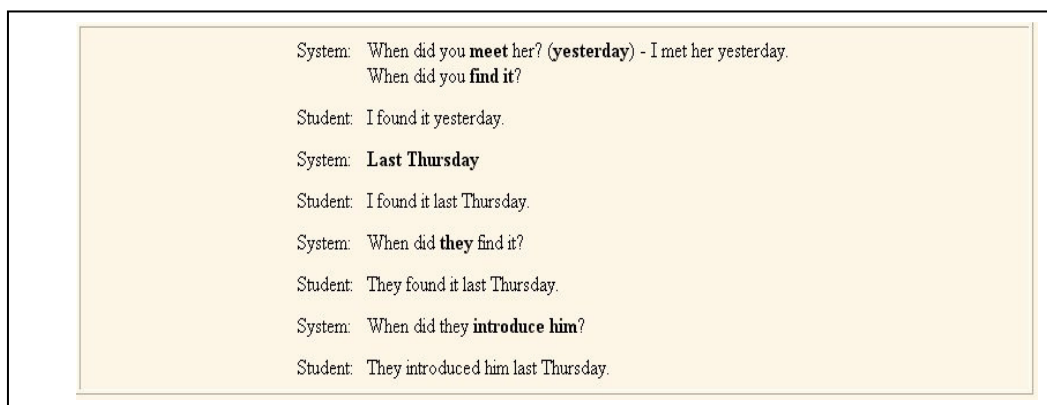 System: When did you meet her? (yesterday) - I met her yesterday.
When did you find it?
Student: I found it yesterday.
System: Last Thursday
Student: I found it last Thursday.
System: When did they find it?
Student: They found it last Thursday.
System: When did they introduce him?
Student: They introduced him last Thursday.